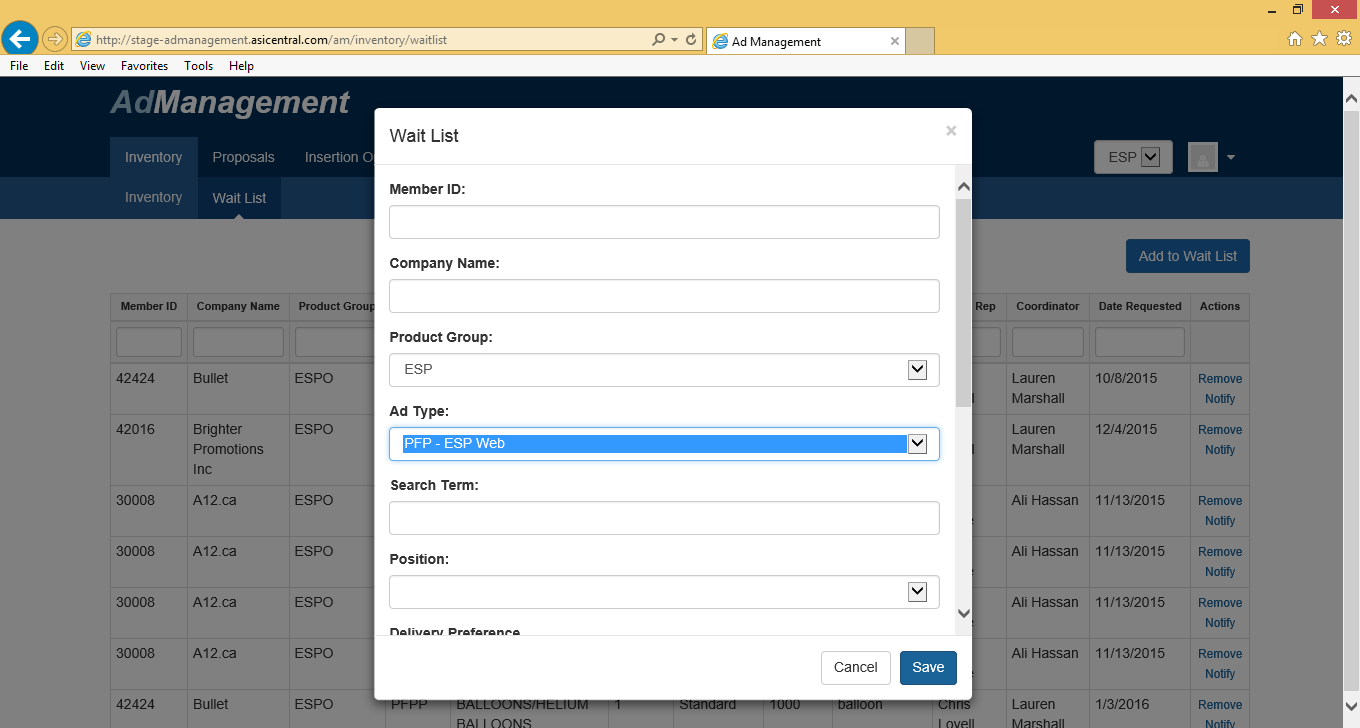 http://stage-admanagement.asicentral.com/am/inventory/waitlist
Ad Management
File Edit View Favorites Tools Help
AdManagement
Inventory Proposals Insertion O
ESP
Inventory Wait List
Add to Wait List
Wait List
Member ID:
Company Name:
Product Group:
ESP
Ad Type:
PFP - ESP Web
Search Term:
Position:
Delivery Preference
Cancel Save
Member ID Company Name Product Group Rep Coordinator Date Requested Actions
42424 Bullet ESPO Lauren Marshall 10/8/2015 Remove Notify
42016 Brighter Promotions Inc ESPO Lauren Marshall 12/4/2015 Remove Notify
30008 A12.ca ESPO Ali Hassan 11/13/2015 Remove Notify
30008 A12.ca ESPO Ali Hassan 11/13/2015 Remove Notify
30008 A12.ca ESPO Ali Hassan 11/13/2015 Remove Notify
30008 A12.ca ESPO Ali Hassan 11/13/2015 Remove Notify
42424 Bullet PFPP BALLOONS/HELIUM BALLOONS 1 Standard 1000 balloon Chris Lovell Lauren Marshall 1/3/2016 Remove Notify